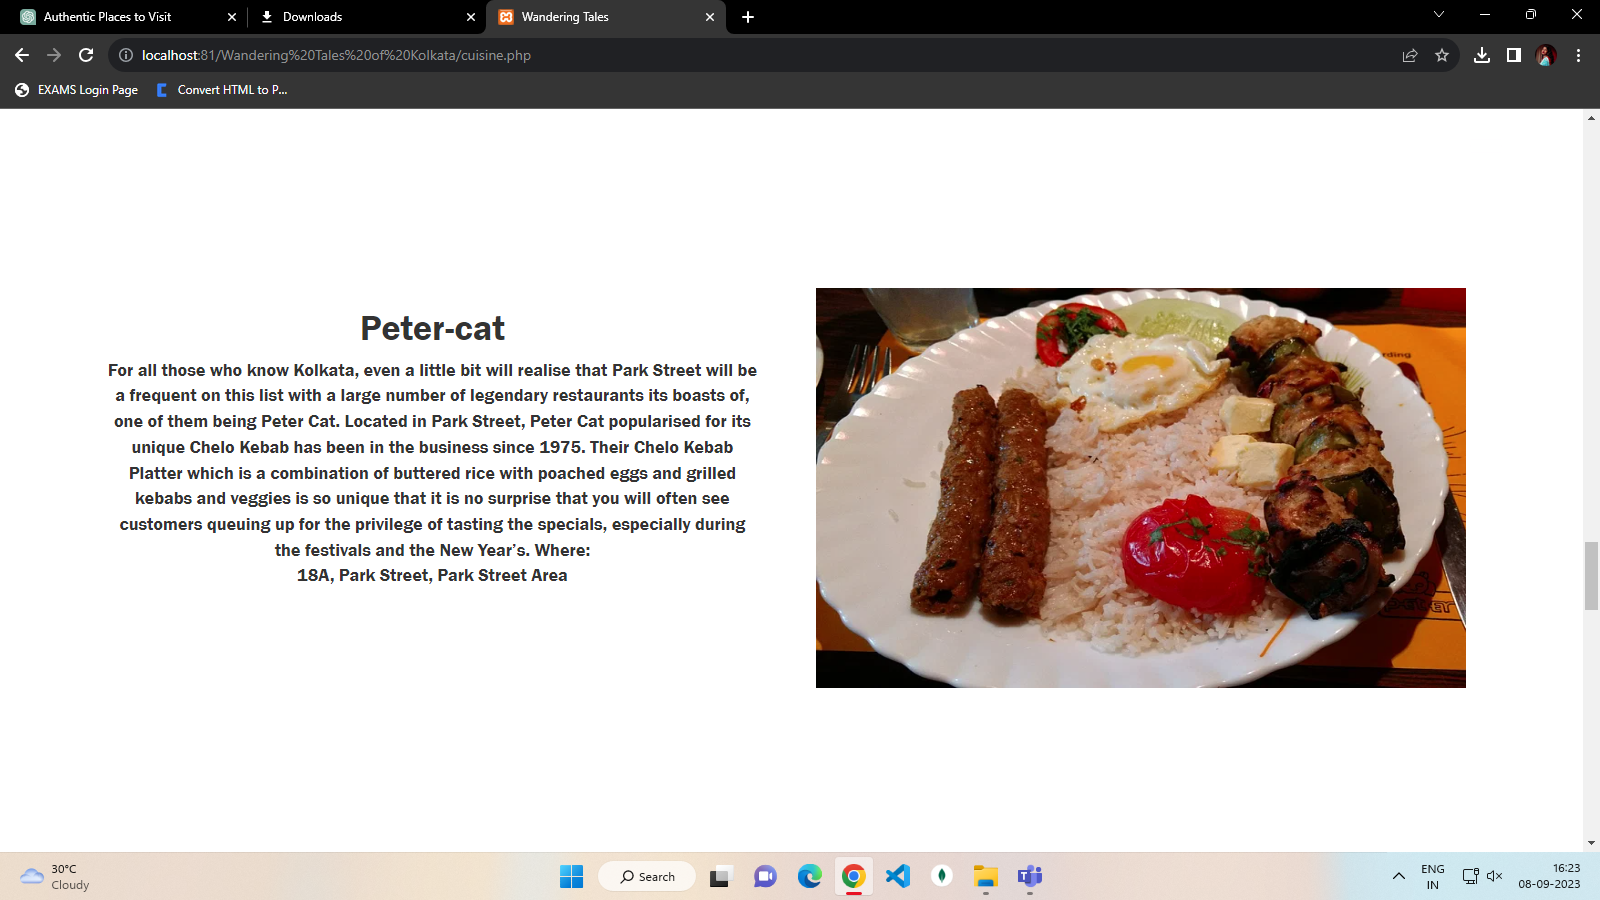 Authentic Places to Visit
Downloads
Wandering Tales
localhost:81/Wandering%20Tales%20of%20Kolkata/cuisine.php
EXAMS Login Page
Convert HTML to P...
Peter-cat
For all those who know Kolkata, even a little bit will realise that Park Street will be
a frequent on this list with a large number of legendary restaurants its boasts of,
one of them being Peter Cat. Located in Park Street, Peter Cat popularised for its
unique Chelo Kebab has been in the business since 1975. Their Chelo Kebab
Platter which is a combination of buttered rice with poached eggs and grilled
kebabs and veggies is so unique that it is no surprise that you will often see
customers queuing up for the privilege of tasting the specials, especially during
the festivals and the New Year’s. Where:
18A, Park Street, Park Street Area
30°C
Cloudy
Search
ENG
IN
16:23
08-09-2023